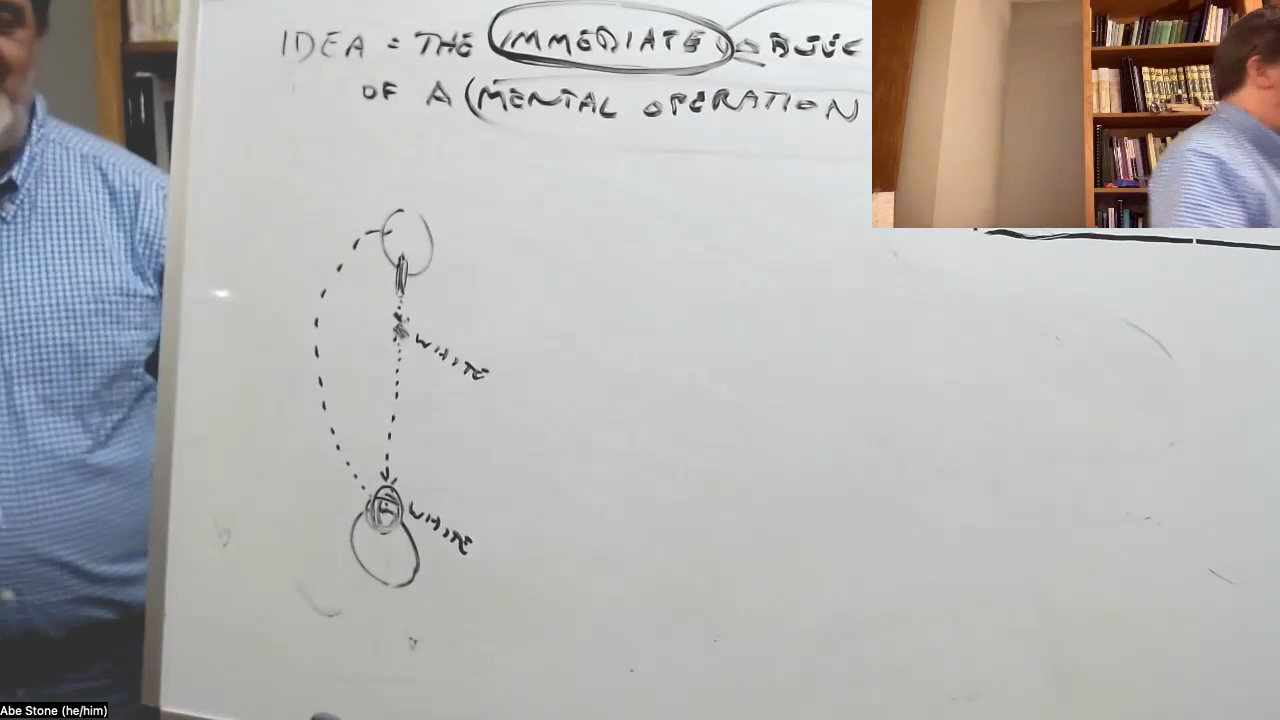 IDEA = THE IMMEDIATE OBJEC
OF A (MENTAL OPERATION
WHITE
WHITE
Abe Stone (he/him)